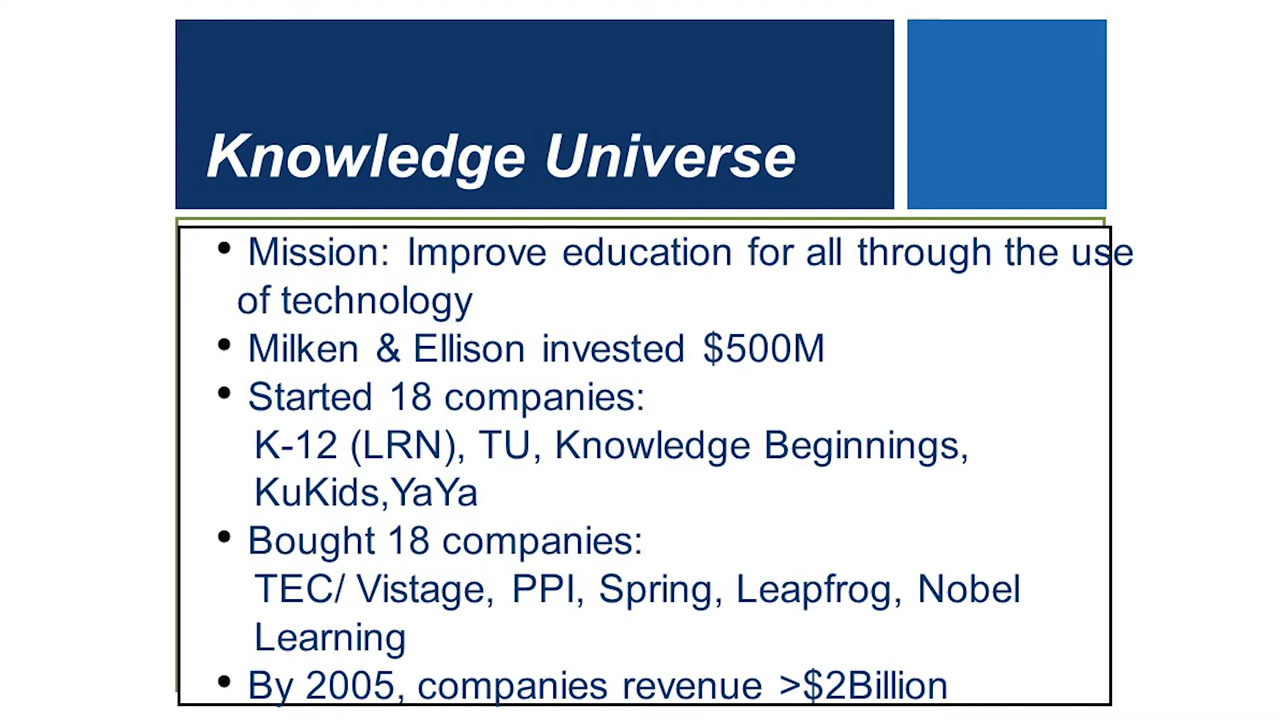 Knowledge Universe
• Mission: Improve education for all through the use
of technology
• Milken & Ellison invested $500M
• Started 18 companies:
K-12 (LRN), TU, Knowledge Beginnings,
KuKids,YaYa
• Bought 18 companies:
TEC/ Vistage, PPI, Spring, Leapfrog, Nobel
Learning
• By 2005, companies revenue >$2Billion